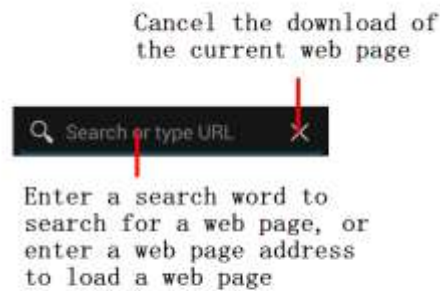 Cancel the download of
the current web page
Search or type URL
Enter a search word to
search for a web page, or
enter a web page address
to load a web page